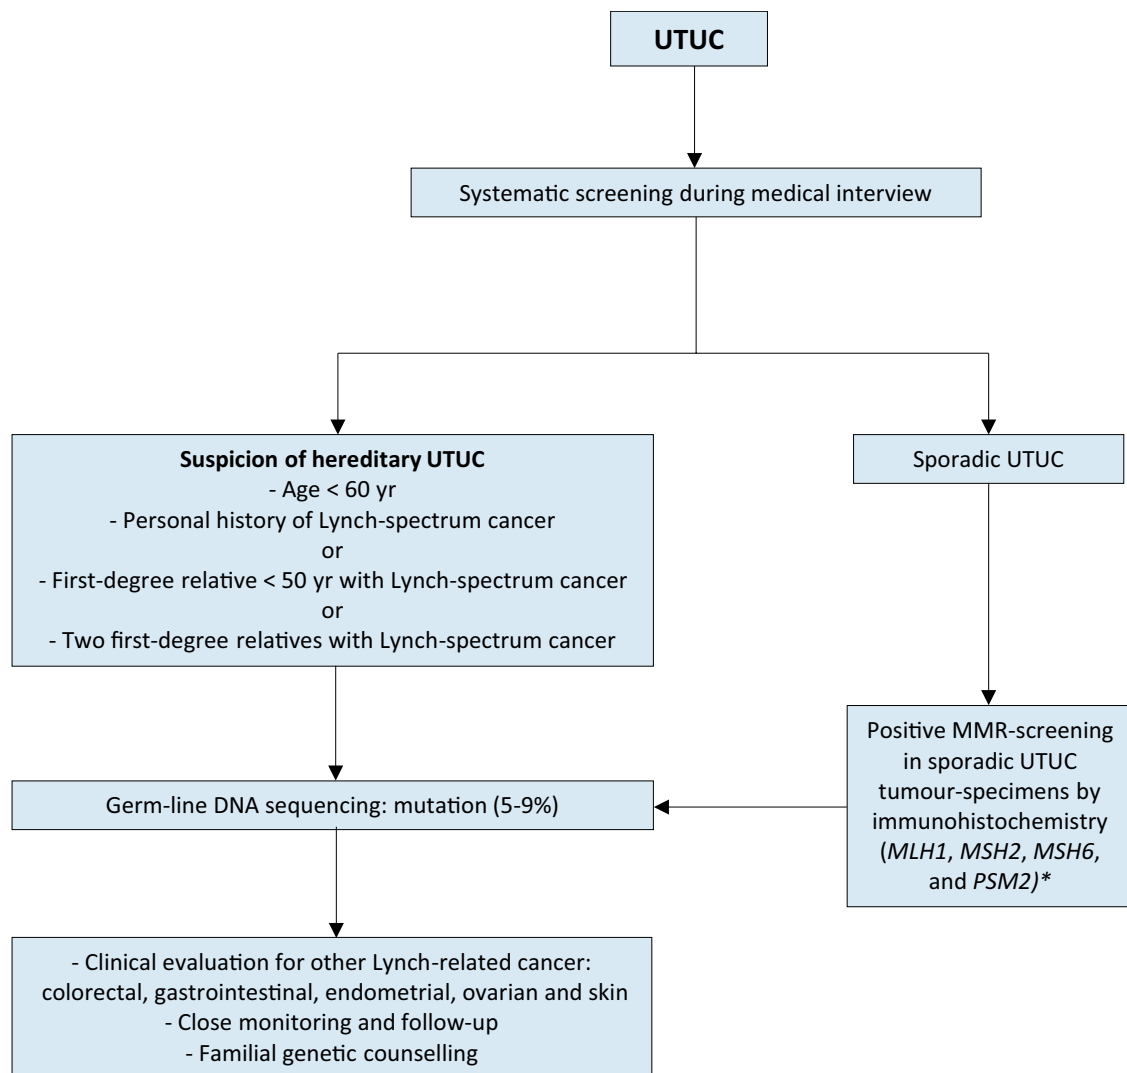 UTUC
Systematic screening during medical interview
Suspicion of hereditary UTUC
- Age < 60 yr
- Personal history of Lynch-spectrum cancer
or
- First-degree relative < 50 yr with Lynch-spectrum cancer
or
- Two first-degree relatives with Lynch-spectrum cancer
Sporadic UTUC
Positive MMR-screening
in sporadic UTUC
tumour-specimens by
immunohistochemistry
(MLH1, MSH2, MSH6,
and PSM2)*
Germ-line DNA sequencing: mutation (5-9%)
- Clinical evaluation for other Lynch-related cancer:
colorectal, gastrointestinal, endometrial, ovarian and skin
- Close monitoring and follow-up
- Familial genetic counselling